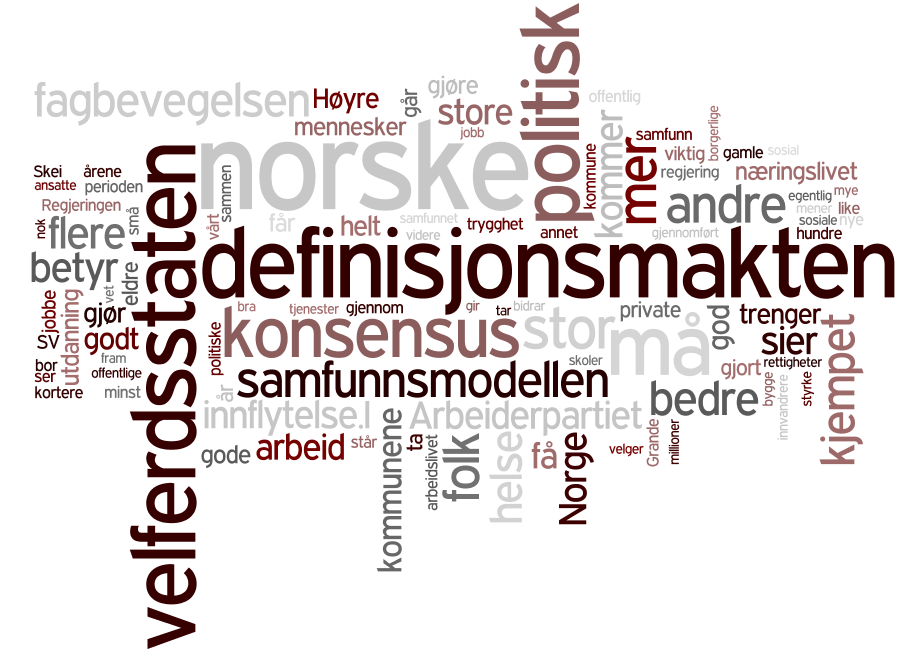 politisk
fagbevegelsen
Høyre
går
gjøre
store
offentlig
mennesker
jobb
norske
kommer
kommune
samfunn
mer
borgerlige
viktig
gamle
sosial
Skei
årene
regjering
næringslivet
ansatte
perioden
velferdsstaten
sammen
andre
egentlig
mye
Regjeringen
små
mener
like
nok
flere
vårt
får
helt
samfunnet
trygghet
sosiale
nye
videre
annet
gjennomført
hundre
betyr
vet
eldre
definisjonsmakten
jobbe
utdanning
gjør
bra
tjenester
gjennom
gir
tar
bidrar
private
god
trenger
kjempet
SV
godt
politiske
konsensus
stor
må
sier
bor
fram
skoler
gjort
rettigheter
ser
offentlige
samfunnsmodellen
kortere
minst
år
bedre
bygge
innvandrere
styrke
innflytelse.I
Arbeiderpartiet
gode
arbeid
står
kommunene
ta
arbeidslivet
folk
helse
få
Norge
velger
Grande
millioner